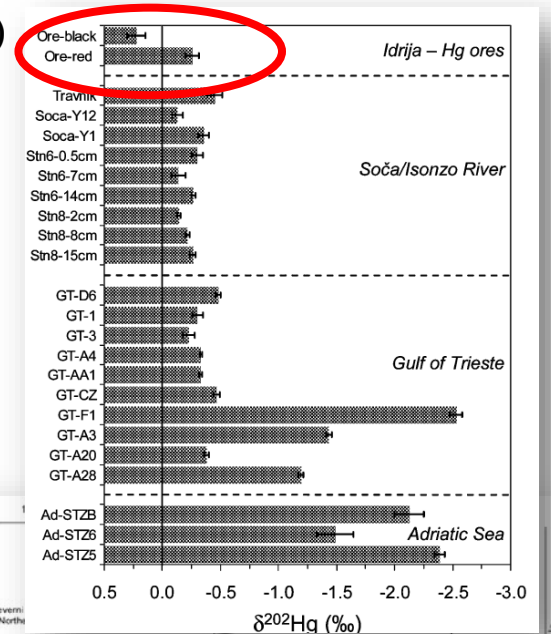 Ore-black
Ore-red
Idrija – Hg ores
Travnik
Soca-Y12
Soca-Y1
Stn6-0.5cm
Stn6-7cm
Stn6-14cm
Stn8-2cm
Stn8-8cm
Stn8-15cm
Soča/Isonzo River
GT-D6
GT-1
GT-3
GT-A4
GT-AA1
GT-CZ
GT-F1
GT-A3
GT-A20
GT-A28
Gulf of Trieste
Ad-STZB
Ad-STZ6
Ad-STZ5
Adriatic Sea
0.5 0.0 -0.5 -1.0 -1.5 -2.0 -2.5 -3.0
δ²⁰²Hg (‰)